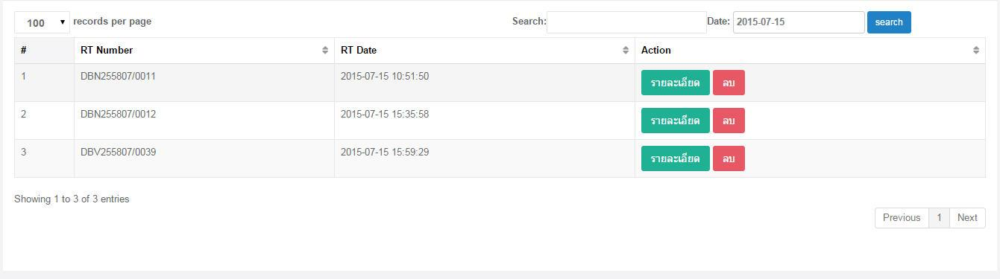 100 records per page Search: Date: 2015-07-15 search
# RT Number RT Date Action
1 DBN255807/0011 2015-07-15 10:51:50 รายละเอียด ลบ
2 DBN255807/0012 2015-07-15 15:35:58 รายละเอียด ลบ
3 DBV255807/0039 2015-07-15 15:59:29 รายละเอียด ลบ
Showing 1 to 3 of 3 entries
Previous 1 Next